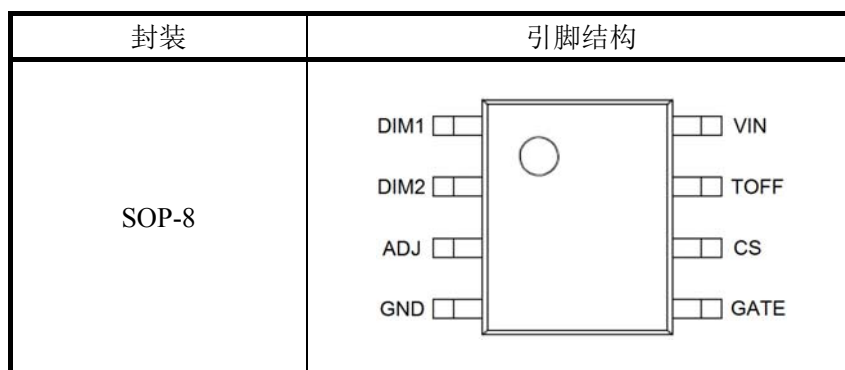 封装 引脚结构
DIM1 VIN
DIM2 TOFF
SOP-8
ADJ CS
GND GATE